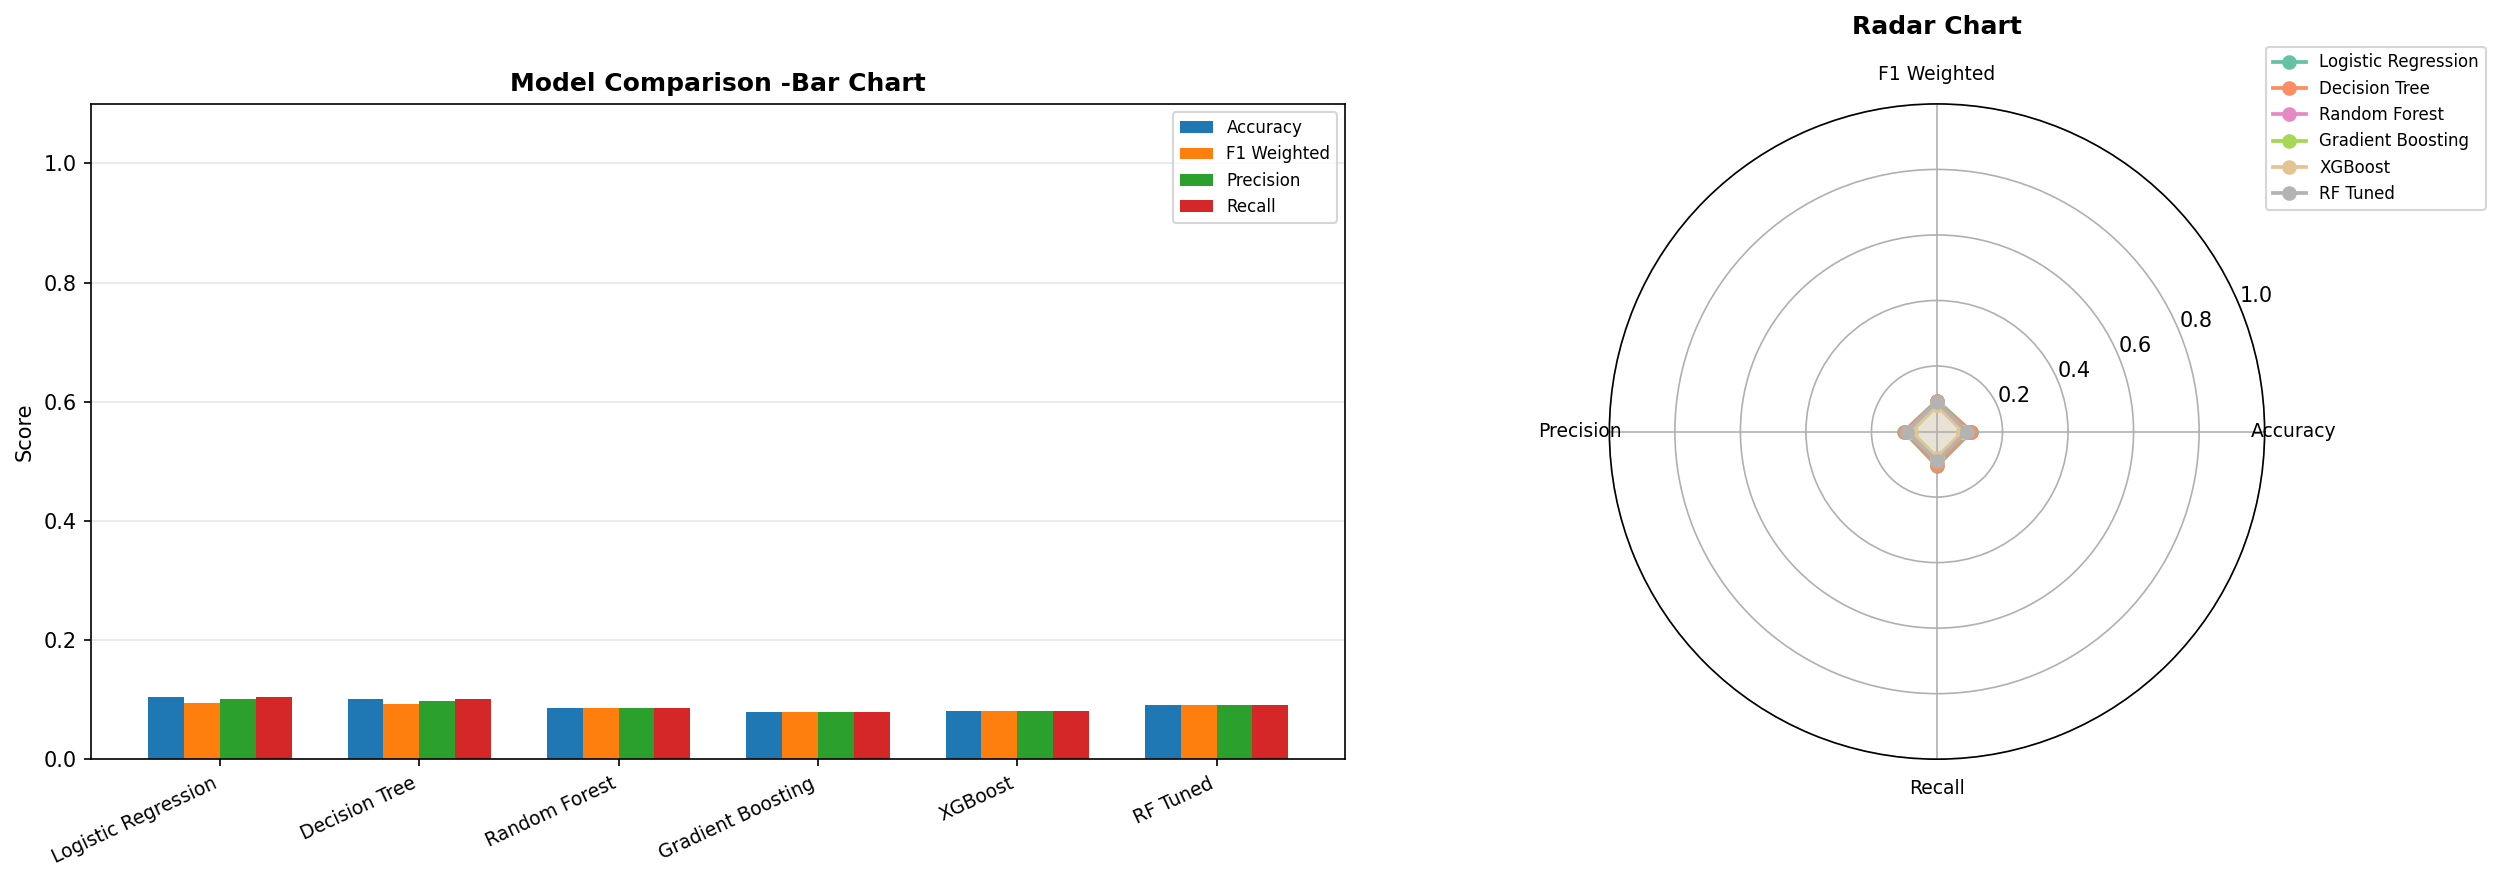 Model Comparison -Bar Chart
Score
1.0
0.8
0.6
0.4
0.2
0.0
Accuracy
F1 Weighted
Precision
Recall
Logistic Regression
Decision Tree
Random Forest
Gradient Boosting
XGBoost
RF Tuned
Radar Chart
F1 Weighted
Precision
Accuracy
Recall
1.0
0.8
0.6
0.4
0.2
Logistic Regression
Decision Tree
Random Forest
Gradient Boosting
XGBoost
RF Tuned